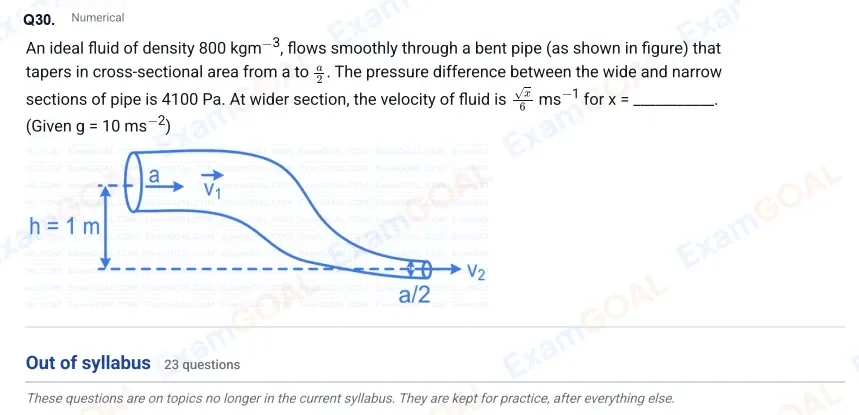 Q30. Numerical
An ideal fluid of density 800 kgm⁻³, flows smoothly through a bent pipe (as shown in figure) that
tapers in cross-sectional area from a to a/2. The pressure difference between the wide and narrow
sections of pipe is 4100 Pa. At wider section, the velocity of fluid is √x/6 ms⁻¹ for x = ___________.
(Given g = 10 ms⁻²)
a
V₁
h = 1 m
V₂
a/2
Out of syllabus 23 questions
These questions are on topics no longer in the current syllabus. They are kept for practice, after everything else.
ExamGOAL